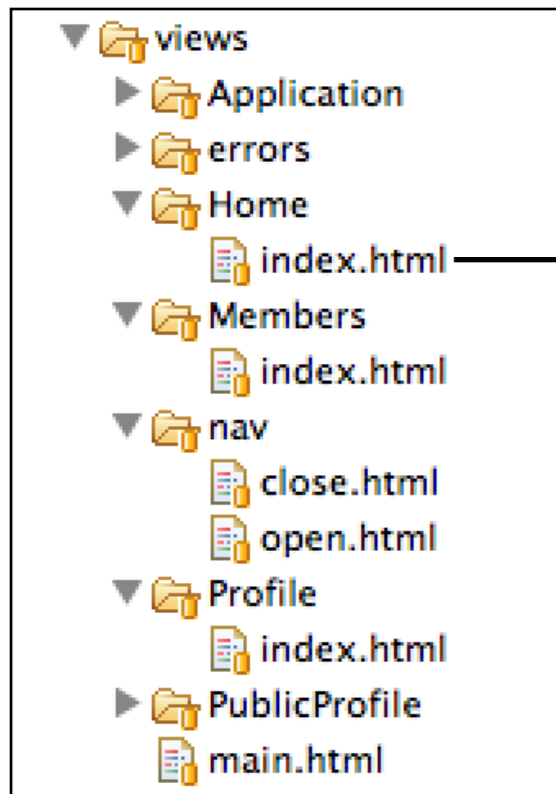 views
Application
errors
Home
index.html
Members
index.html
nav
close.html
open.html
Profile
index.html
PublicProfile
main.html